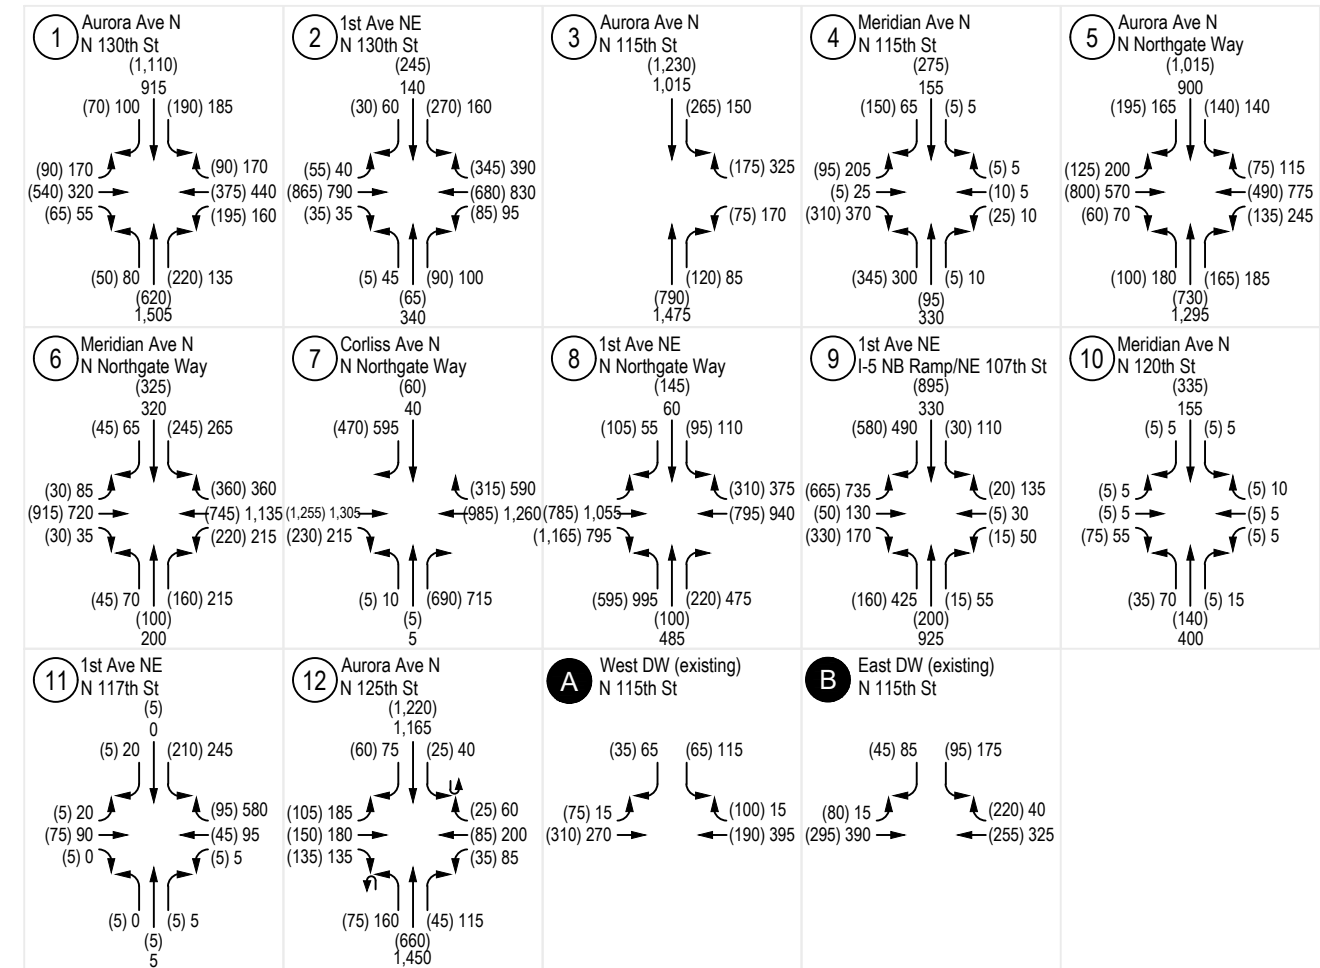 1
Aurora Ave N
N 130th St
(1,110)
915
(70) 100 (190) 185
(90) 170 (90) 170
(540) 320 (375) 440
(65) 55 (195) 160
(50) 80 (220) 135
(620)
1,505
2
1st Ave NE
N 130th St
(245)
140
(30) 60 (270) 160
(55) 40 (345) 390
(865) 790 (680) 830
(35) 35 (85) 95
(5) 45 (90) 100
(65)
340
3
Aurora Ave N
N 115th St
(1,230)
1,015
(265) 150
(175) 325
(75) 170
(120) 85
(790)
1,475
4
Meridian Ave N
N 115th St
(275)
155
(150) 65 (5) 5
(95) 205 (5) 5
(5) 25 (10) 5
(310) 370 (25) 10
(345) 300 (5) 10
(95)
330
5
Aurora Ave N
N Northgate Way
(1,015)
900
(195) 165 (140) 140
(125) 200 (75) 115
(800) 570 (490) 775
(60) 70 (135) 245
(100) 180 (165) 185
(730)
1,295
6
Meridian Ave N
N Northgate Way
(325)
320
(45) 65 (245) 265
(30) 85 (360) 360
(915) 720 (745) 1,135
(30) 35 (220) 215
(45) 70 (160) 215
(100)
200
7
Corliss Ave N
N Northgate Way
(60)
40
(470) 595
(315) 590
(1,255) 1,305 (985) 1,260
(230) 215
(5) 10 (690) 715
(5)
5
8
1st Ave NE
N Northgate Way
(145)
60
(105) 55 (95) 110
(310) 375
(785) 1,055 (795) 940
(1,165) 795
(595) 995 (220) 475
(100)
485
9
1st Ave NE
I-5 NB Ramp/NE 107th St
(895)
330
(580) 490 (30) 110
(665) 735 (20) 135
(50) 130 (5) 30
(330) 170 (15) 50
(160) 425 (15) 55
(200)
925
10
Meridian Ave N
N 120th St
(335)
155
(5) 5 (5) 5
(5) 5 (5) 10
(5) 5 (5) 5
(75) 55 (5) 5
(35) 70 (5) 15
(140)
400
11
1st Ave NE
N 117th St
(5)
0
(5) 20 (210) 245
(5) 20 (95) 580
(75) 90 (45) 95
(5) 0 (5) 5
(5) 0 (5) 5
(5)
5
12
Aurora Ave N
N 125th St
(1,220)
1,165
(60) 75 (25) 40
(105) 185 (25) 60
(150) 180 (85) 200
(135) 135 (35) 85
(75) 160 (45) 115
(660)
1,450
A
West DW (existing)
N 115th St
(35) 65 (65) 115
(75) 15 (100) 15
(310) 270 (190) 395
B
East DW (existing)
N 115th St
(45) 85 (95) 175
(80) 15 (220) 40
(295) 390 (255) 325